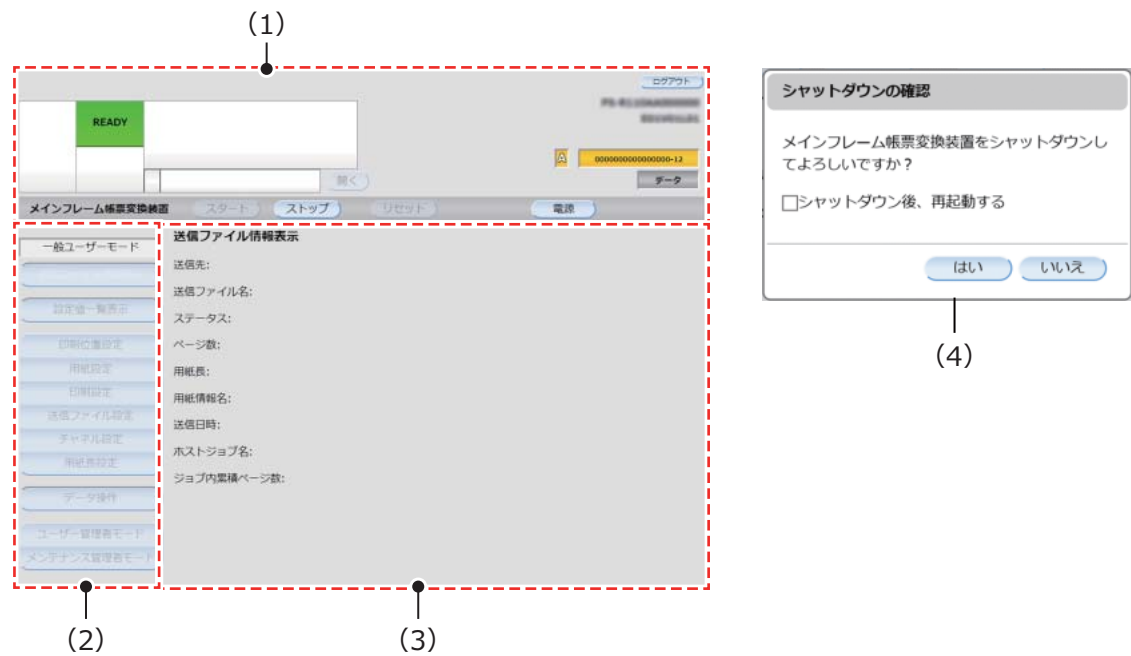 (1)
ログアウト
READY
A
0000000000000000-12
開く
データ
メインフレーム帳票変換装置
スタート
ストップ
リセット
電源
一般ユーザーモード
設定値一覧表示
印刷位置設定
用紙設定
印刷設定
送信ファイル設定
チャネル設定
用紙長設定
データ操作
ユーザー管理者モード
メンテナンス管理者モード
送信ファイル情報表示
送信先:
送信ファイル名:
ステータス:
ページ数:
用紙長:
用紙情報名:
送信日時:
ホストジョブ名:
ジョブ内累積ページ数:
(2)
(3)
シャットダウンの確認
メインフレーム帳票変換装置をシャットダウンし
てよろしいですか？
シャットダウン後、再起動する
はい
いいえ
(4)